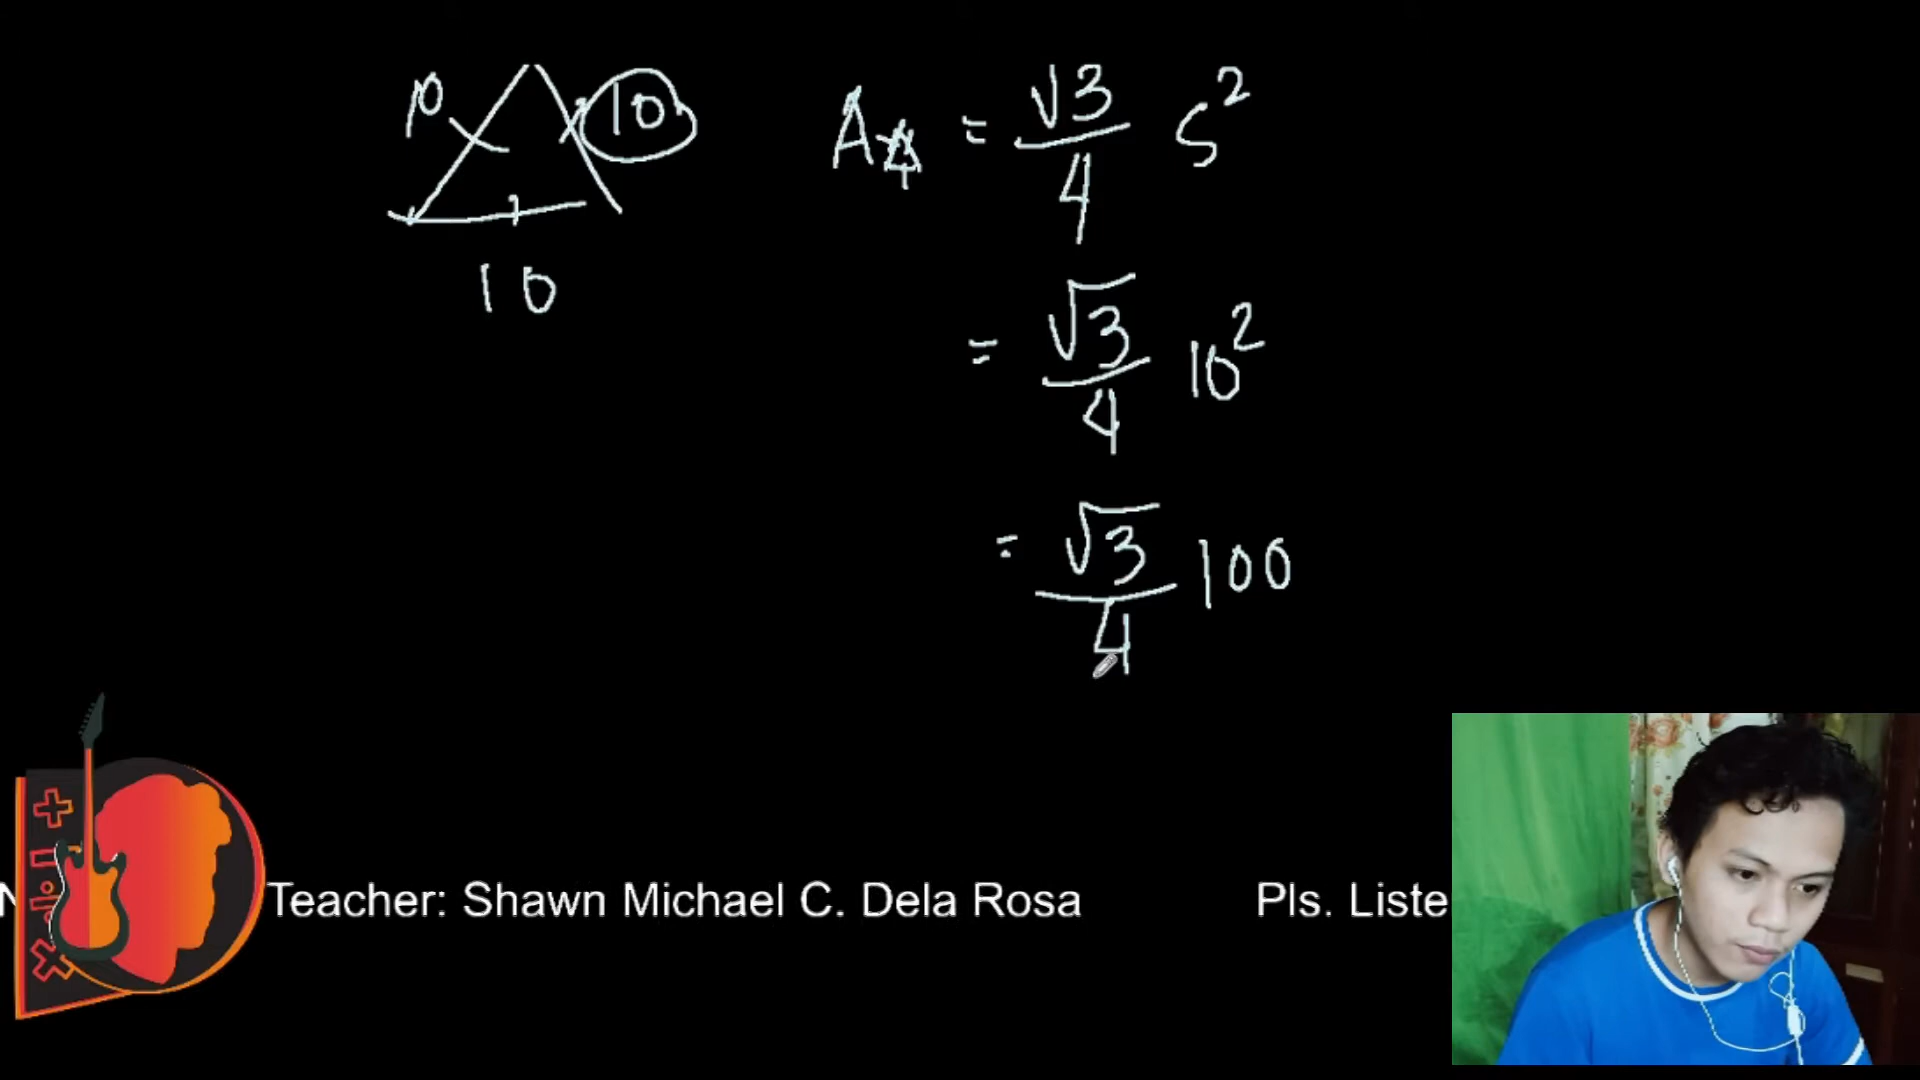 10
10
10
A△ = √3/4 s²
= √3/4 10²
= √3/4 100
N
Teacher: Shawn Michael C. Dela Rosa
Pls. Liste